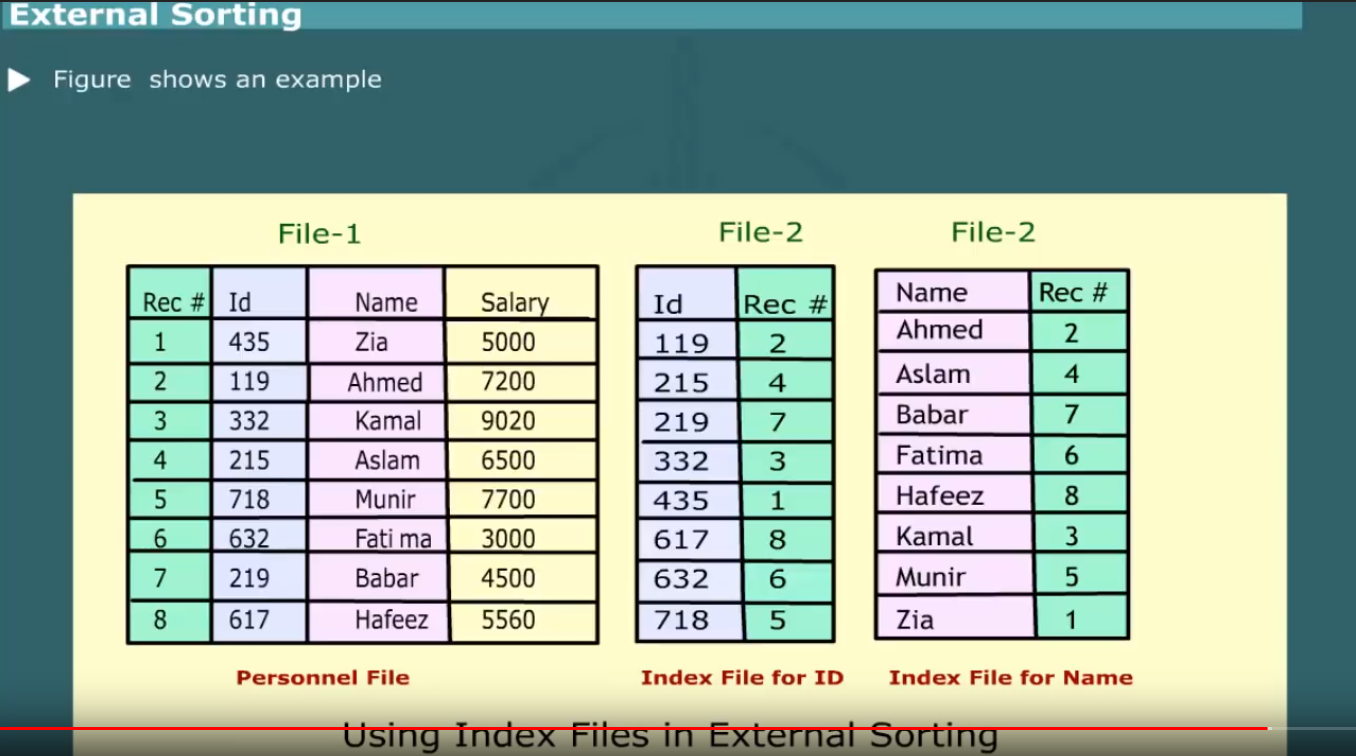 External Sorting
Figure shows an example
File-1 File-2 File-2
Rec # Id Name Salary
1 435 Zia 5000
2 119 Ahmed 7200
3 332 Kamal 9020
4 215 Aslam 6500
5 718 Munir 7700
6 632 Fati ma 3000
7 219 Babar 4500
8 617 Hafeez 5560
Personnel File
Id Rec #
119 2
215 4
219 7
332 3
435 1
617 8
632 6
718 5
Index File for ID
Name Rec #
Ahmed 2
Aslam 4
Babar 7
Fatima 6
Hafeez 8
Kamal 3
Munir 5
Zia 1
Index File for Name
Using Index Files in External Sorting